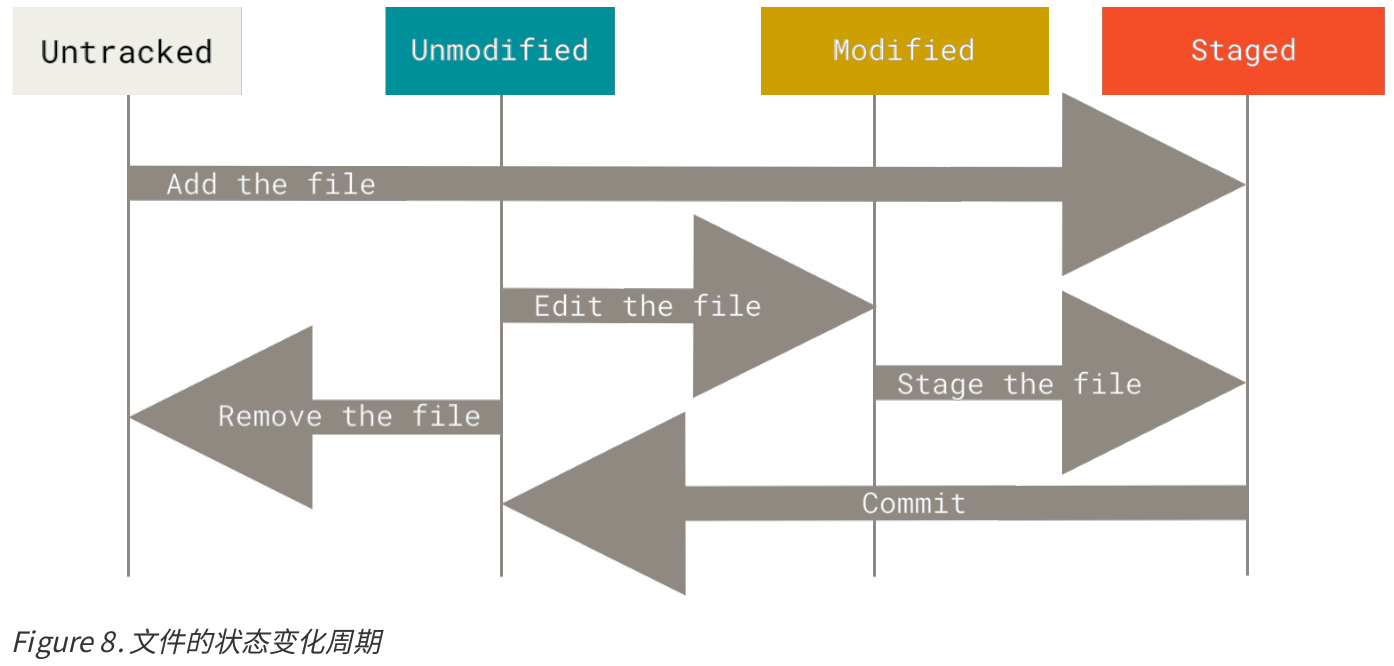 Untracked
Unmodified
Modified
Staged
Add the file
Edit the file
Stage the file
Remove the file
Commit
Figure 8. 文件的状态变化周期